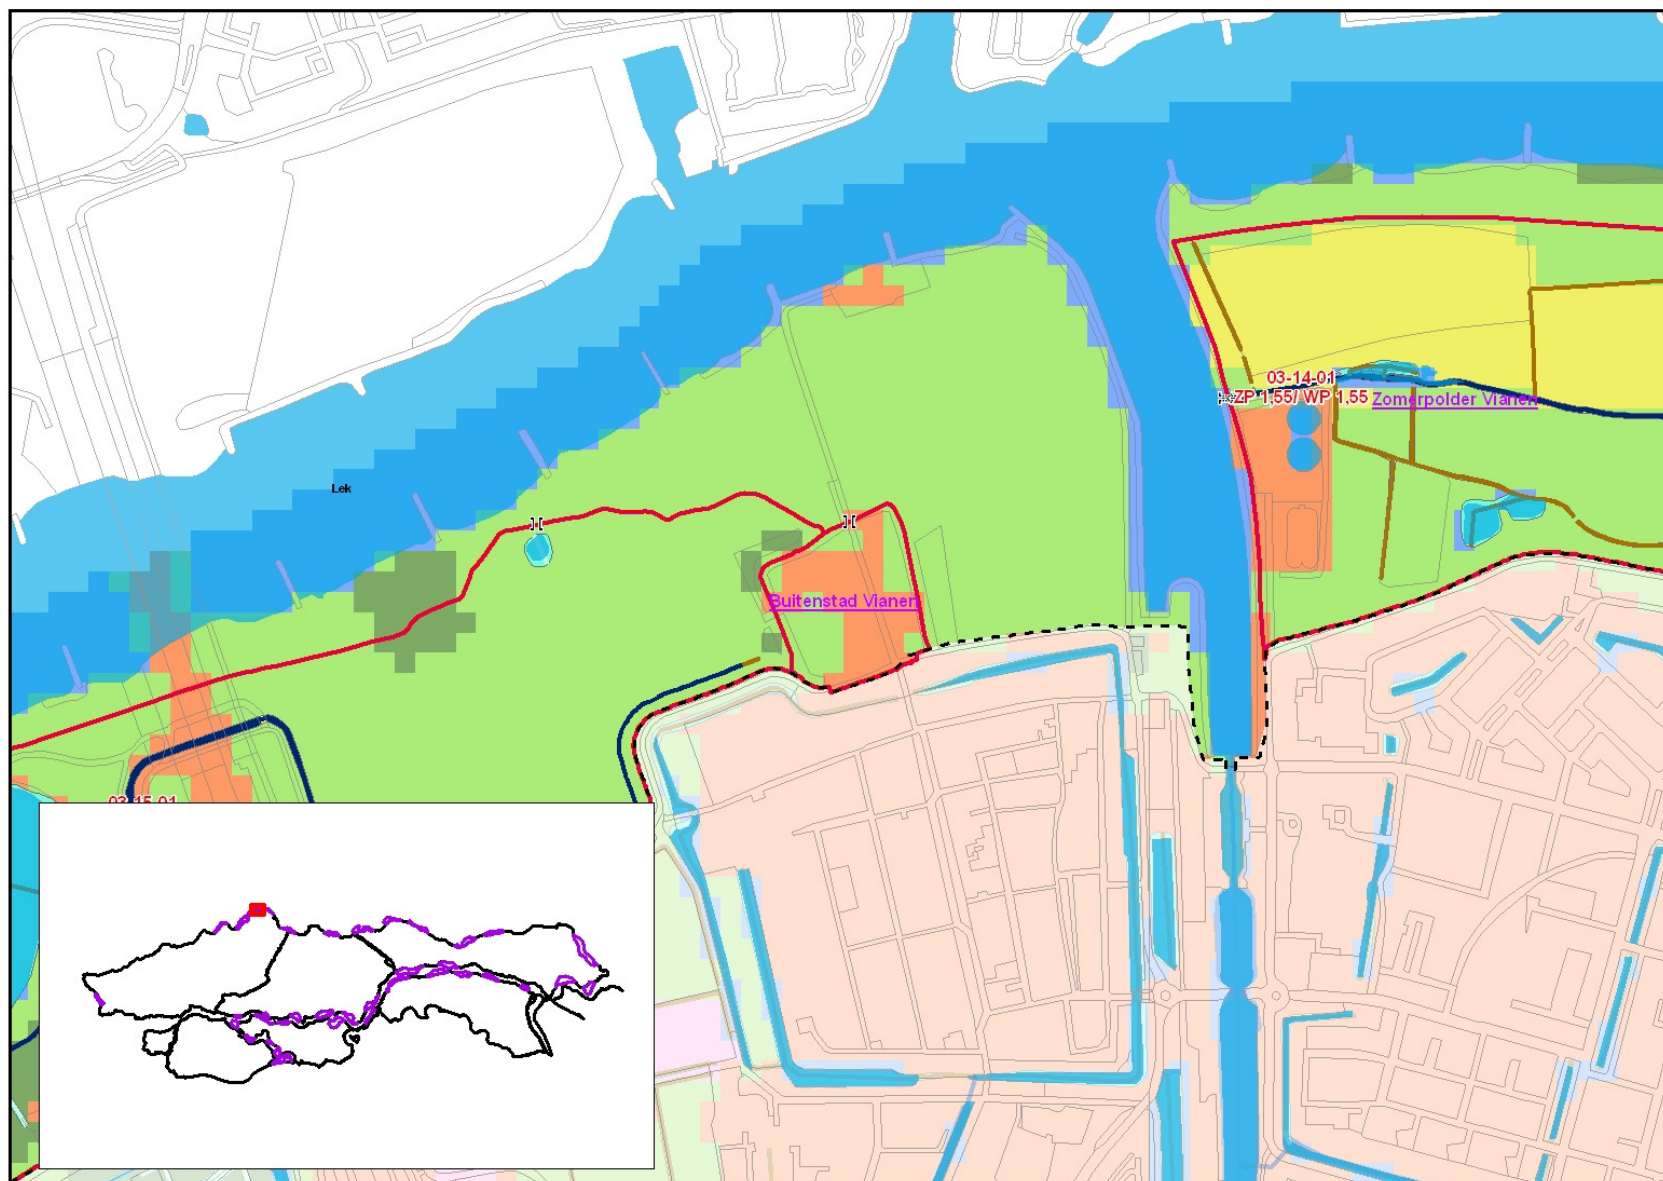 03-14-01
ZP 1,55/ WP 1,55
Zomerpolder Vianen
Lek
Buitenstad Vianen
03-15-01